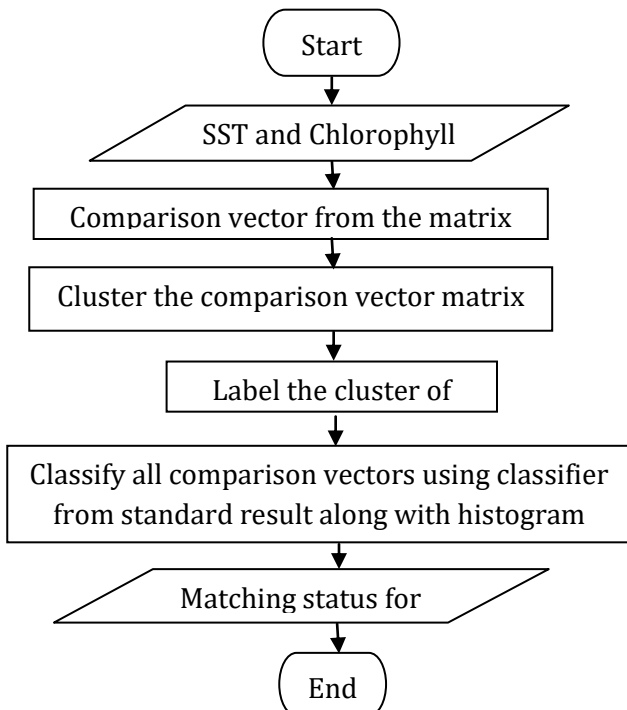 Start
SST and Chlorophyll
Comparison vector from the matrix
Cluster the comparison vector matrix
Label the cluster of
Classify all comparison vectors using classifier
from standard result along with histogram
Matching status for
End